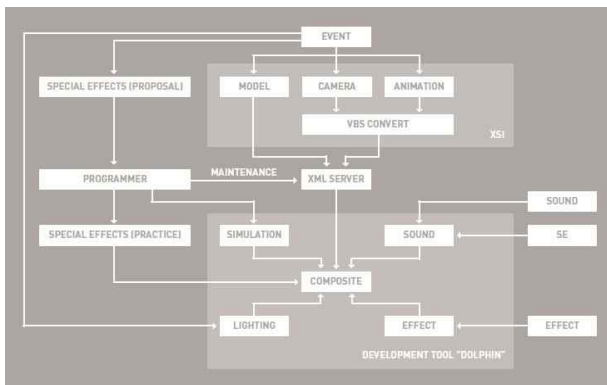 EVENT
SPECIAL EFFECTS (PROPOSAL)
MODEL
CAMERA
ANIMATION
VBS CONVERT
XSI
MAINTENANCE
PROGRAMMER
XML SERVER
SOUND
SPECIAL EFFECTS (PRACTICE)
SIMULATION
SOUND
SE
COMPOSITE
LIGHTING
EFFECT
EFFECT
DEVELOPMENT TOOL "DOLPHIN"